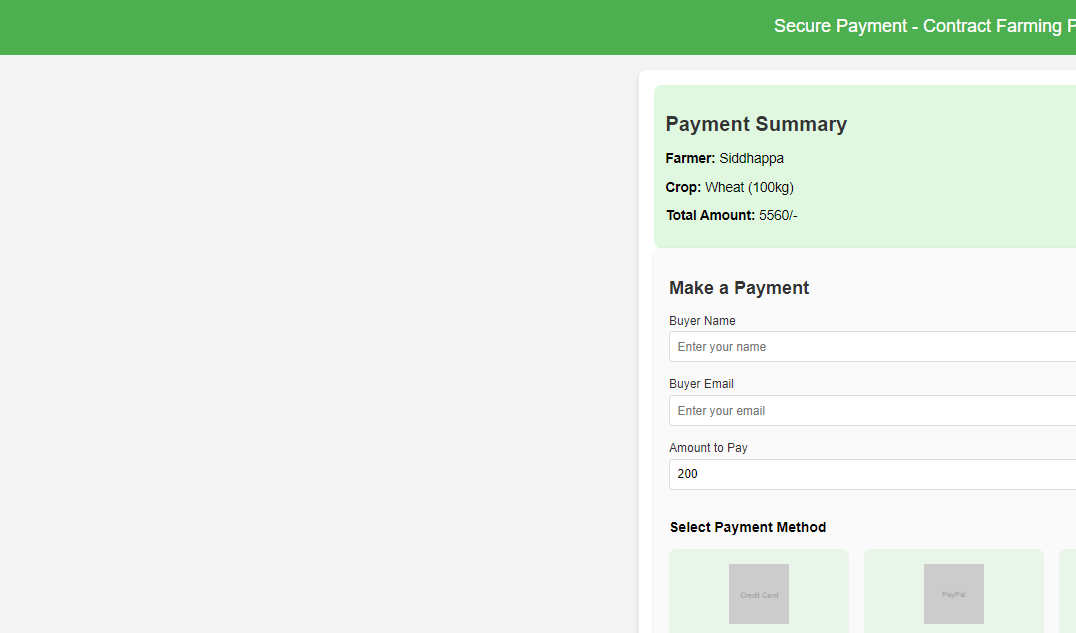 Secure Payment - Contract Farming P
Payment Summary
Farmer: Siddhappa
Crop: Wheat (100kg)
Total Amount: 5560/-
Make a Payment
Buyer Name
Enter your name
Buyer Email
Enter your email
Amount to Pay
200
Select Payment Method
Credit Card
PayPal